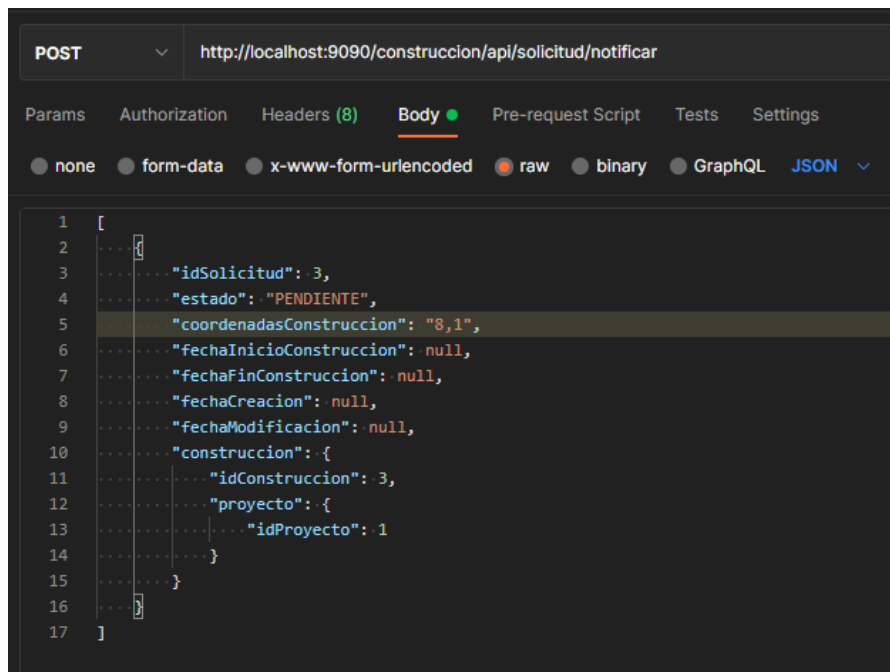 POST http://localhost:9090/construccion/api/solicitud/notificar
Params Authorization Headers (8) Body Pre-request Script Tests Settings
none form-data x-www-form-urlencoded raw binary GraphQL JSON
1 [
2 {
3 "idSolicitud": 3,
4 "estado": "PENDIENTE",
5 "coordenadasConstruccion": "8,1",
6 "fechaInicioConstruccion": null,
7 "fechaFinConstruccion": null,
8 "fechaCreacion": null,
9 "fechaModificacion": null,
10 "construccion": {
11 "idConstruccion": 3,
12 "proyecto": {
13 "idProyecto": 1
14 }
15 }
16 }
17 ]